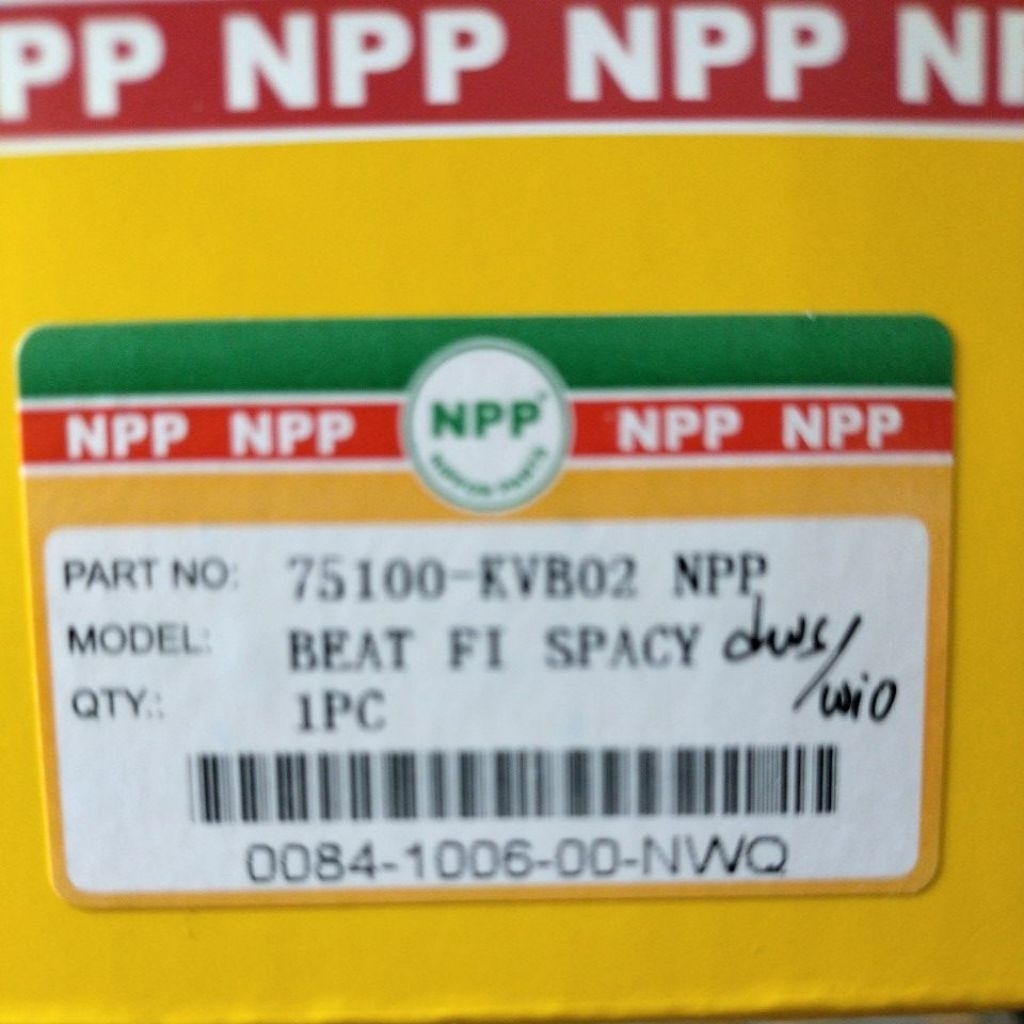 PP NPP NPP N
NPP NPP NPP NPP NPP
PART NO: 75100-KVB02 NPP
MODEL: BEAT FI SPACY
/wio
QTY.: 1PC
0084-1006-00-NWQ